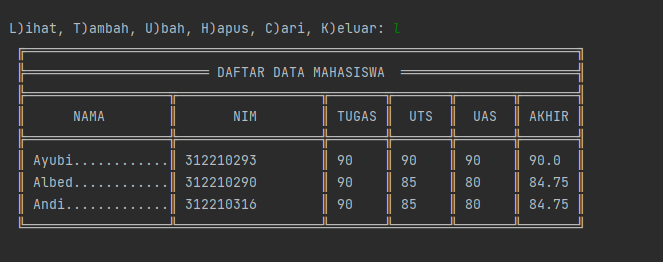 L)ihat, T)ambah, U)bah, H)apus, C)ari, K)eluar: l
DAFTAR DATA MAHASISWA
NAMA NIM TUGAS UTS UAS AKHIR
Ayubi............ 312210293 90 90 90 90.0
Albed............ 312210290 90 85 80 84.75
Andi............. 312210316 90 85 80 84.75